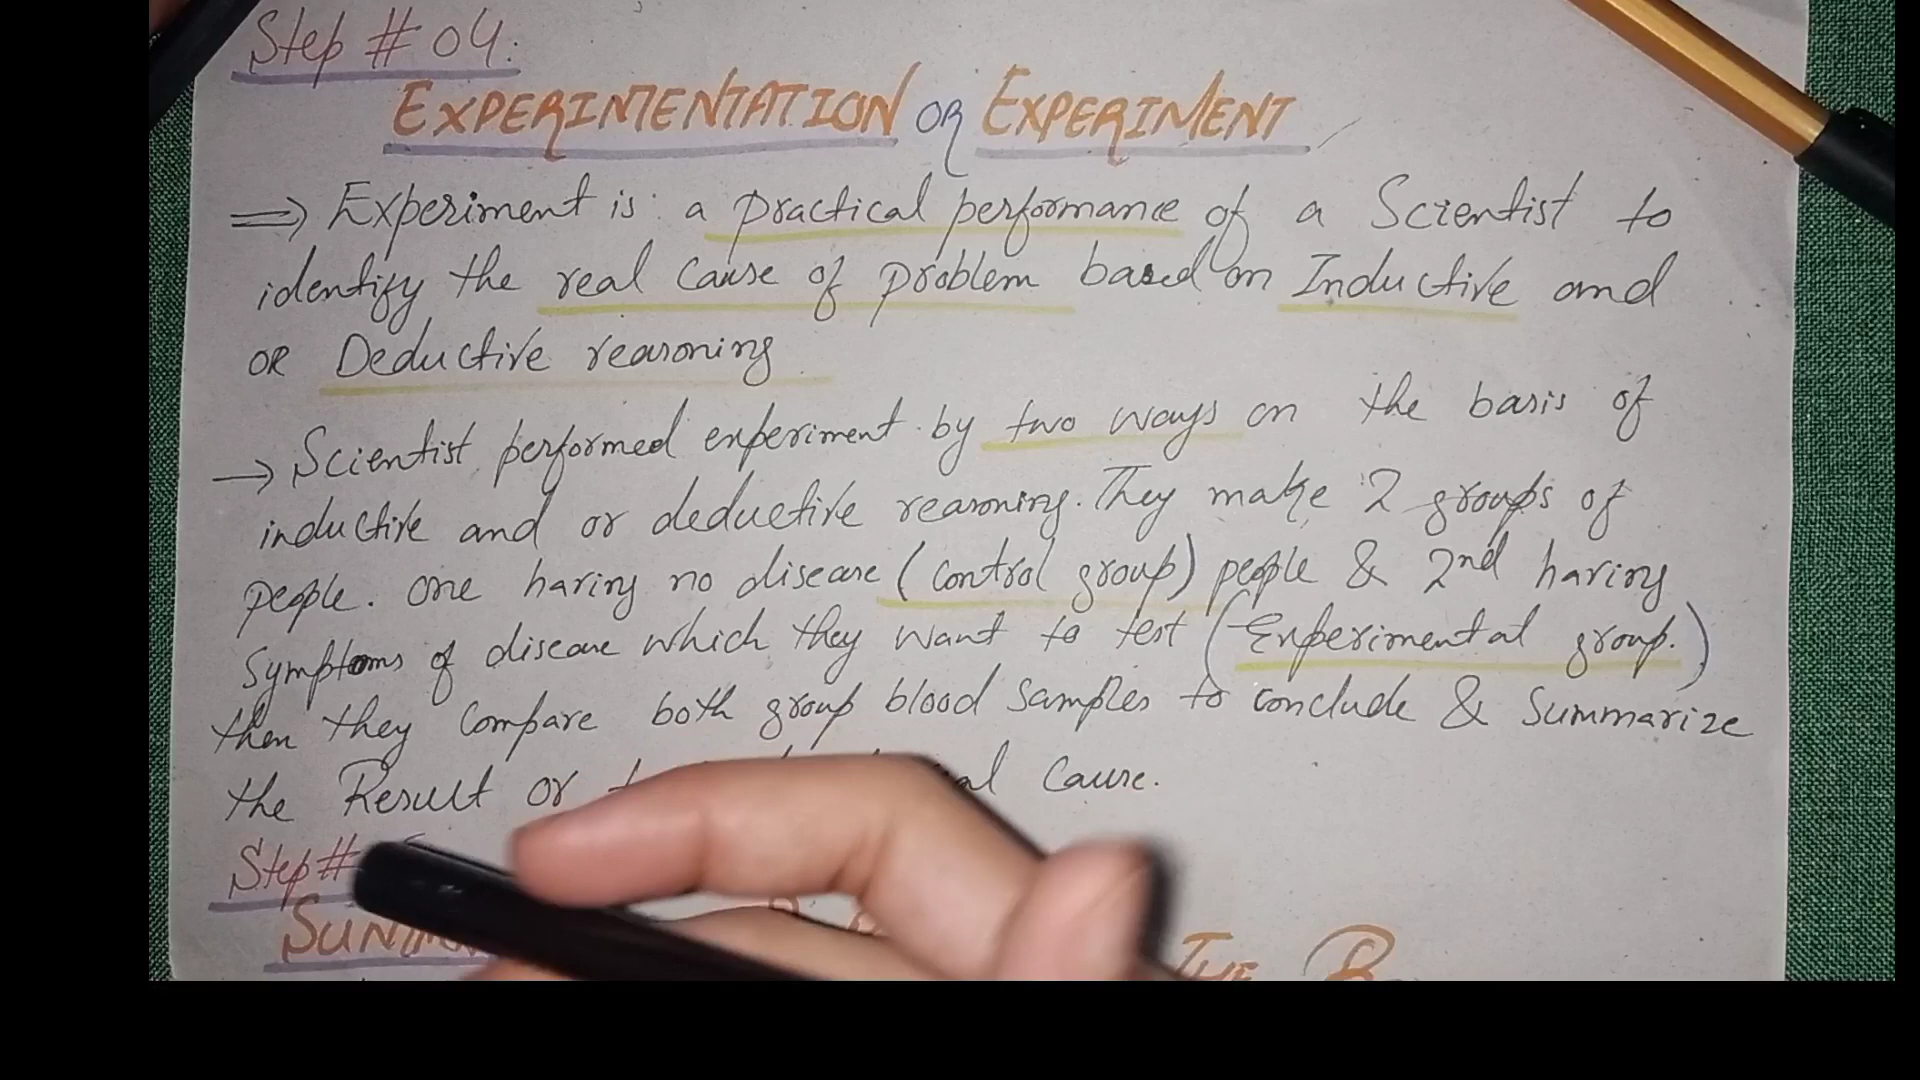 Step # 04:
EXPERIMENTATION OR EXPERIMENT
⇒ Experiment is a practical performance of a Scientist to
identify the real cause of problem based on Inductive and
OR Deductive reasoning
→ Scientist performed experiment by two ways on the basis of
inductive and or deductive reasoning. They make 2 groups of
people. One having no disease (control group) people & 2nd having
symptoms of disease which they want to test (Experimental group.)
then they compare both group blood samples to conclude & Summarize
the Result or cause.
Step #
THE